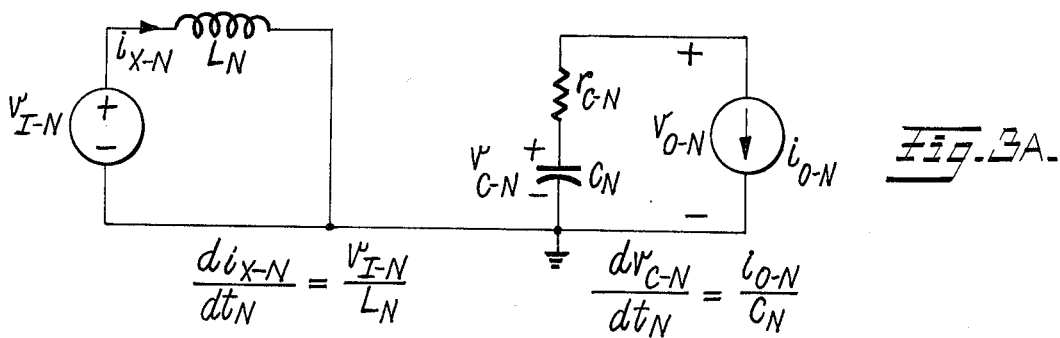 i_{X-N}
L_N
+
v_{I-N}
-
+
r_{C-N}
v_{O-N}
i_{O-N}
v_{C-N}
+
-
C_N
-
Fig. 3A.
di_{X-N}/dt_N = v_{I-N}/L_N
dv_{C-N}/dt_N = i_{O-N}/C_N